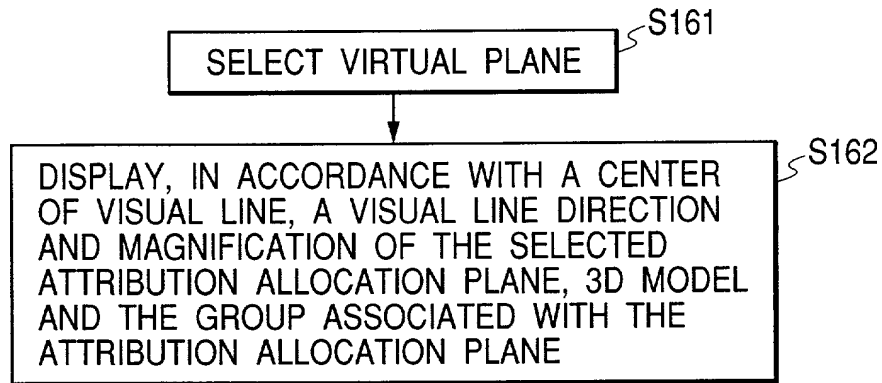 S161
SELECT VIRTUAL PLANE
S162
DISPLAY, IN ACCORDANCE WITH A CENTER
OF VISUAL LINE, A VISUAL LINE DIRECTION
AND MAGNIFICATION OF THE SELECTED
ATTRIBUTION ALLOCATION PLANE, 3D MODEL
AND THE GROUP ASSOCIATED WITH THE
ATTRIBUTION ALLOCATION PLANE